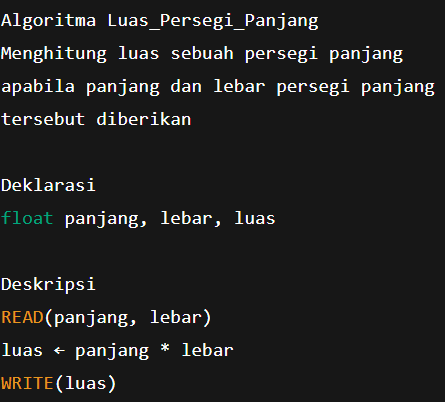 Algoritma Luas_Persegi_Panjang
Menghitung luas sebuah persegi panjang
apabila panjang dan lebar persegi panjang
tersebut diberikan
Deklarasi
float panjang, lebar, luas
Deskripsi
READ(panjang, lebar)
luas ← panjang * lebar
WRITE(luas)